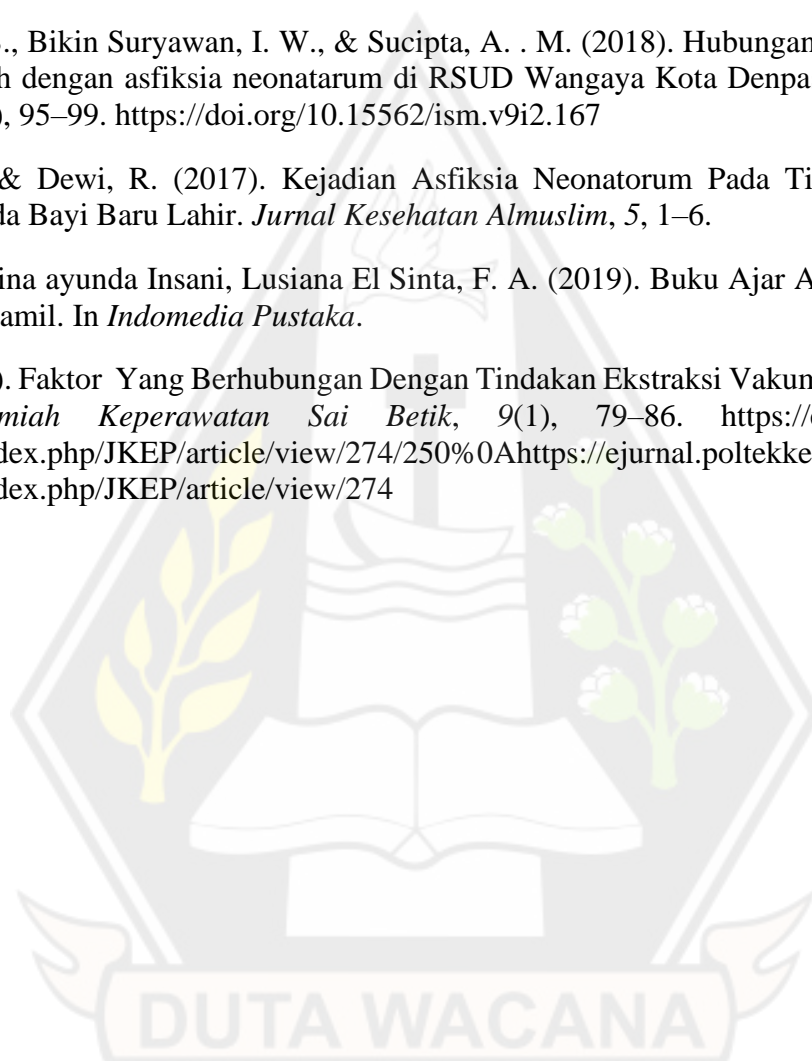 ., Bikin Suryawan, I. W., & Sucipta, A. . M. (2018). Hubungan
h dengan asfiksia neonatarum di RSUD Wangaya Kota Denpa
), 95–99. https://doi.org/10.15562/ism.v9i2.167
& Dewi, R. (2017). Kejadian Asfiksia Neonatorum Pada Ti
da Bayi Baru Lahir. Jurnal Kesehatan Almuslim, 5, 1–6.
ina ayunda Insani, Lusiana El Sinta, F. A. (2019). Buku Ajar A
amil. In Indomedia Pustaka.
). Faktor Yang Berhubungan Dengan Tindakan Ekstraksi Vakun
miah Keperawatan Sai Betik, 9(1), 79–86. https://
dex.php/JKEP/article/view/274/250%0Ahttps://ejurnal.poltekke
dex.php/JKEP/article/view/274
DUTA WACANA